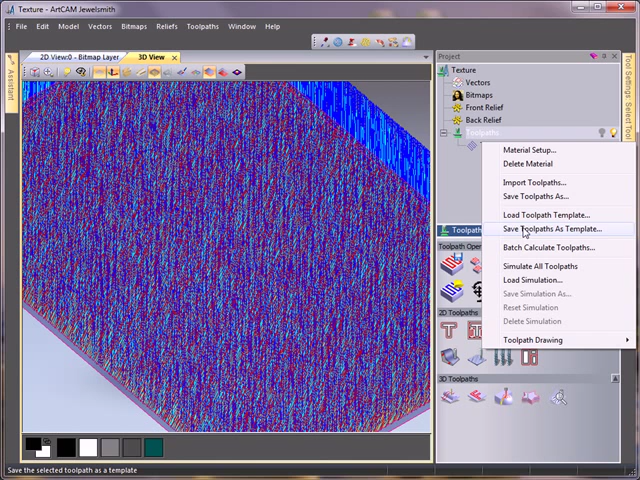 Texture - ArtCAM Jewelsmith
File Edit Model Vectors Bitmaps Reliefs Toolpaths Window Help
Assistant
2D View:0 - Bitmap Layer
3D View
Project
Texture
Vectors
Bitmaps
Front Relief
Back Relief
Toolpaths
Tool Settings: Select Tool
Material Setup...
Delete Material
Import Toolpaths...
Save Toolpaths As...
Load Toolpath Template...
Save Toolpaths As Template...
Batch Calculate Toolpaths...
Simulate All Toolpaths
Load Simulation...
Save Simulation As...
Reset Simulation
Delete Simulation
Toolpath Drawing
Toolpath Oper
2D Toolpaths
3D Toolpaths
Save the selected toolpath as a template